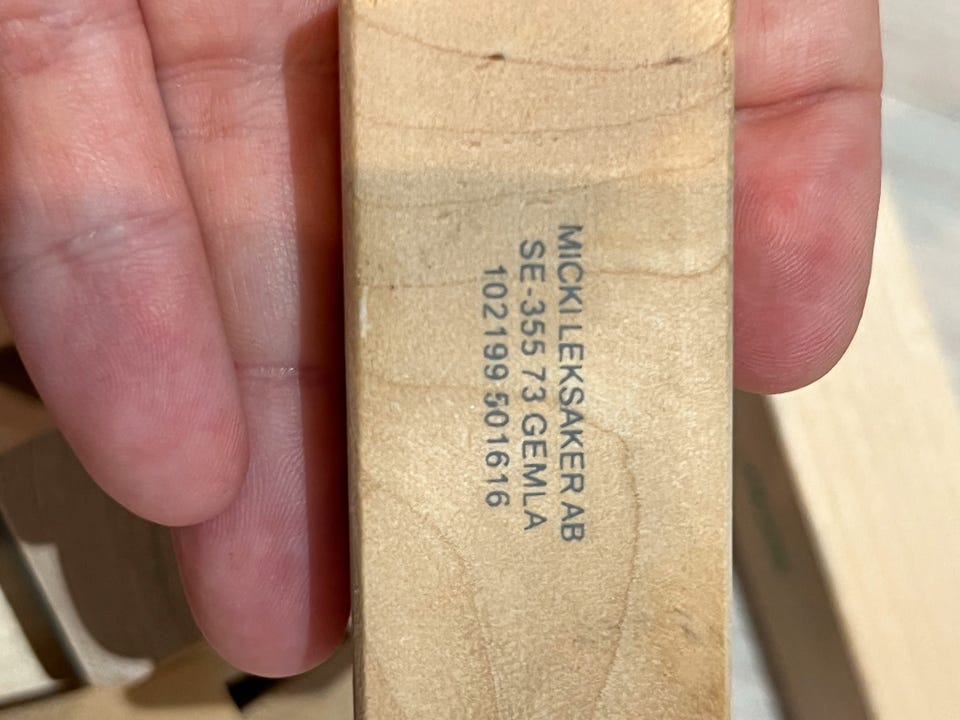 MICKI LEKSAKER AB
SE-355 73 GEMLA
102199 501616